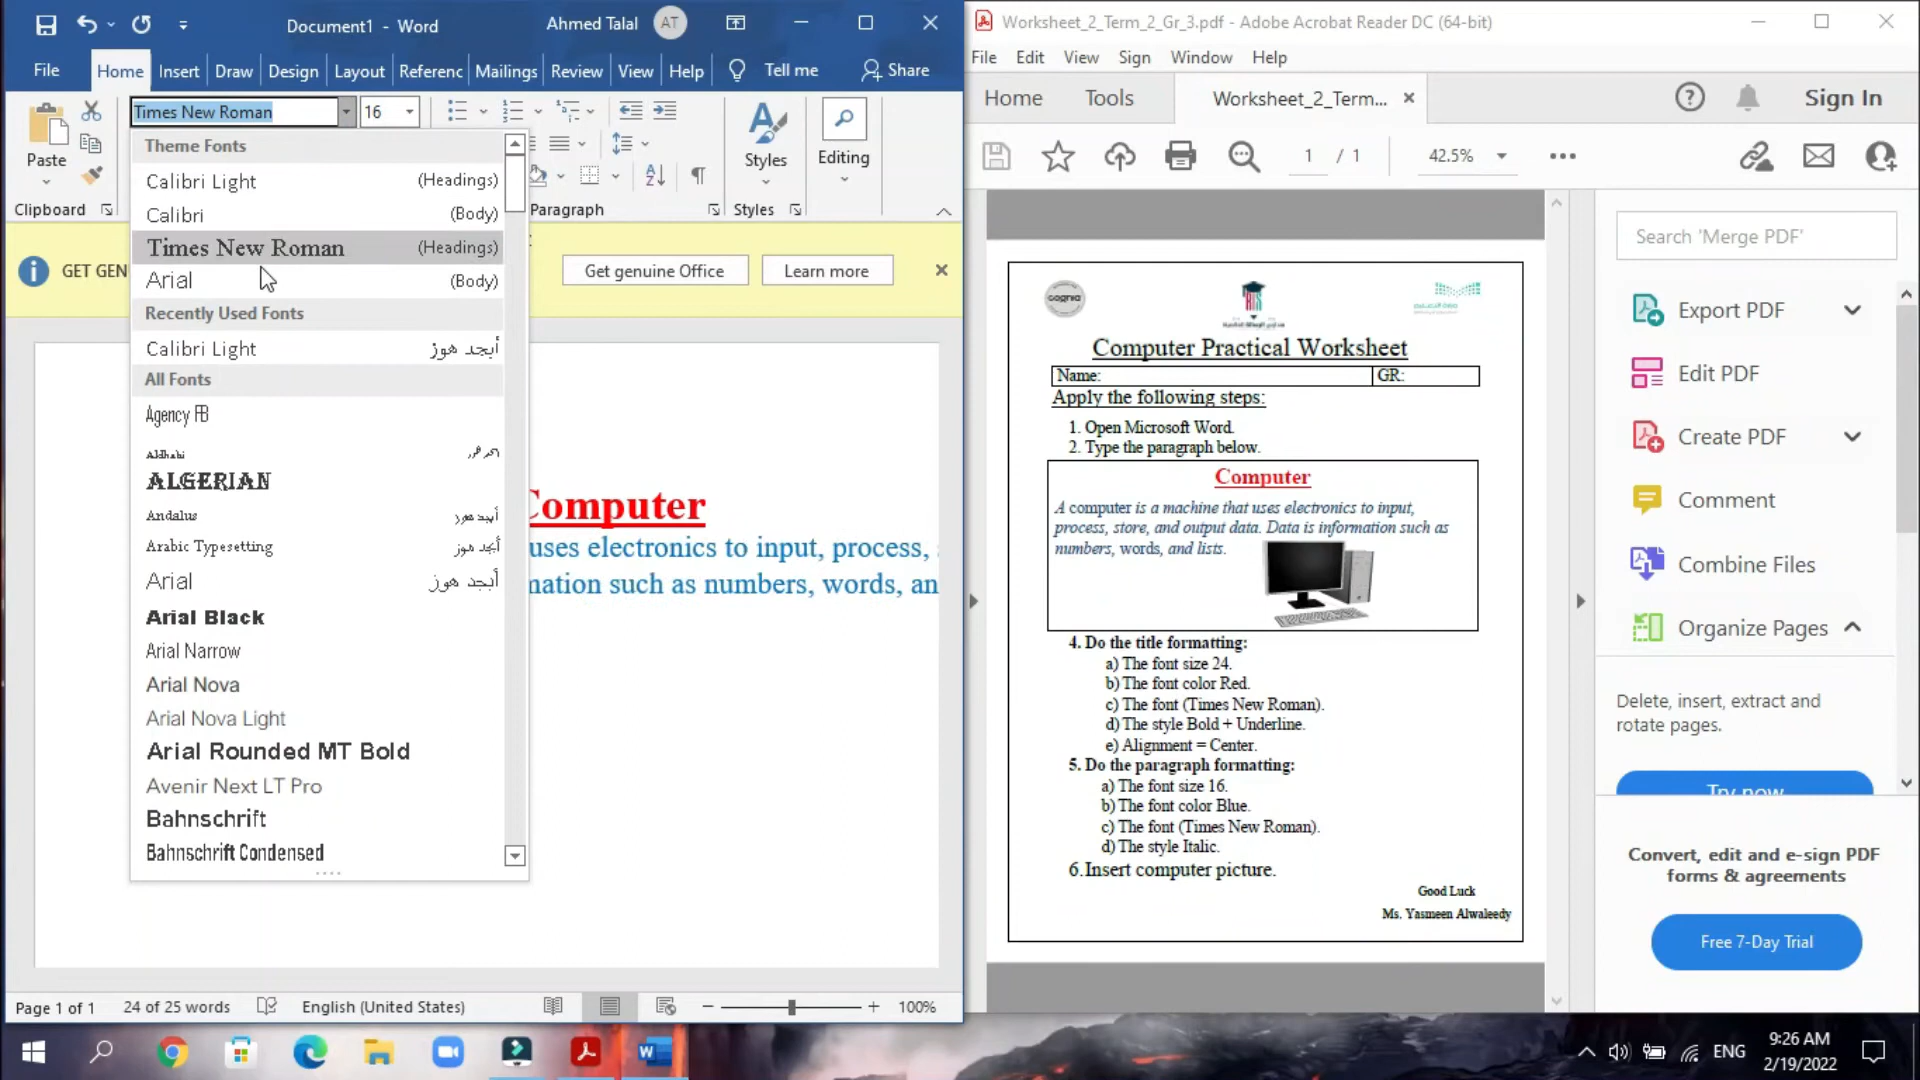 Document1 - Word
Ahmed Talal
AT
File
Home
Insert
Draw
Design
Layout
Referenc
Mailings
Review
View
Help
Tell me
Share
Times New Roman
16
Paste
Styles
Editing
Clipboard
Paragraph
Styles
Theme Fonts
Calibri Light (Headings)
Calibri (Body)
Times New Roman (Headings)
Arial (Body)
Recently Used Fonts
Calibri Light أبجد هوز
All Fonts
Agency FB
Aldhabi أبجد هوز
ALGERIAN
Andalus أبجد هوز
Arabic Typesetting أبجد هوز
Arial أبجد هوز
Arial Black
Arial Narrow
Arial Nova
Arial Nova Light
Arial Rounded MT Bold
Avenir Next LT Pro
Bahnschrift
Bahnschrift Condensed
GET GEN
Get genuine Office
Learn more
Computer
uses electronics to input, process,
mation such as numbers, words, an
Page 1 of 1
24 of 25 words
English (United States)
100%
Worksheet_2_Term_2_Gr_3.pdf - Adobe Acrobat Reader DC (64-bit)
File
Edit
View
Sign
Window
Help
Home
Tools
Worksheet_2_Term...
Sign In
1 / 1
42.5%
cognia
Computer Practical Worksheet
Name:
GR:
Apply the following steps:
1. Open Microsoft Word.
2. Type the paragraph below.
Computer
A computer is a machine that uses electronics to input,
process, store, and output data. Data is information such as
numbers, words, and lists.
4. Do the title formatting:
a) The font size 24.
b) The font color Red.
c) The font (Times New Roman).
d) The style Bold + Underline.
e) Alignment = Center.
5. Do the paragraph formatting:
a) The font size 16.
b) The font color Blue.
c) The font (Times New Roman).
d) The style Italic.
6. Insert computer picture.
Good Luck
Ms. Yasmeen Alwaleedy
Search 'Merge PDF'
Export PDF
Edit PDF
Create PDF
Comment
Combine Files
Organize Pages
Delete, insert, extract and
rotate pages.
Try now
Convert, edit and e-sign PDF
forms & agreements
Free 7-Day Trial
ENG
9:26 AM
2/19/2022